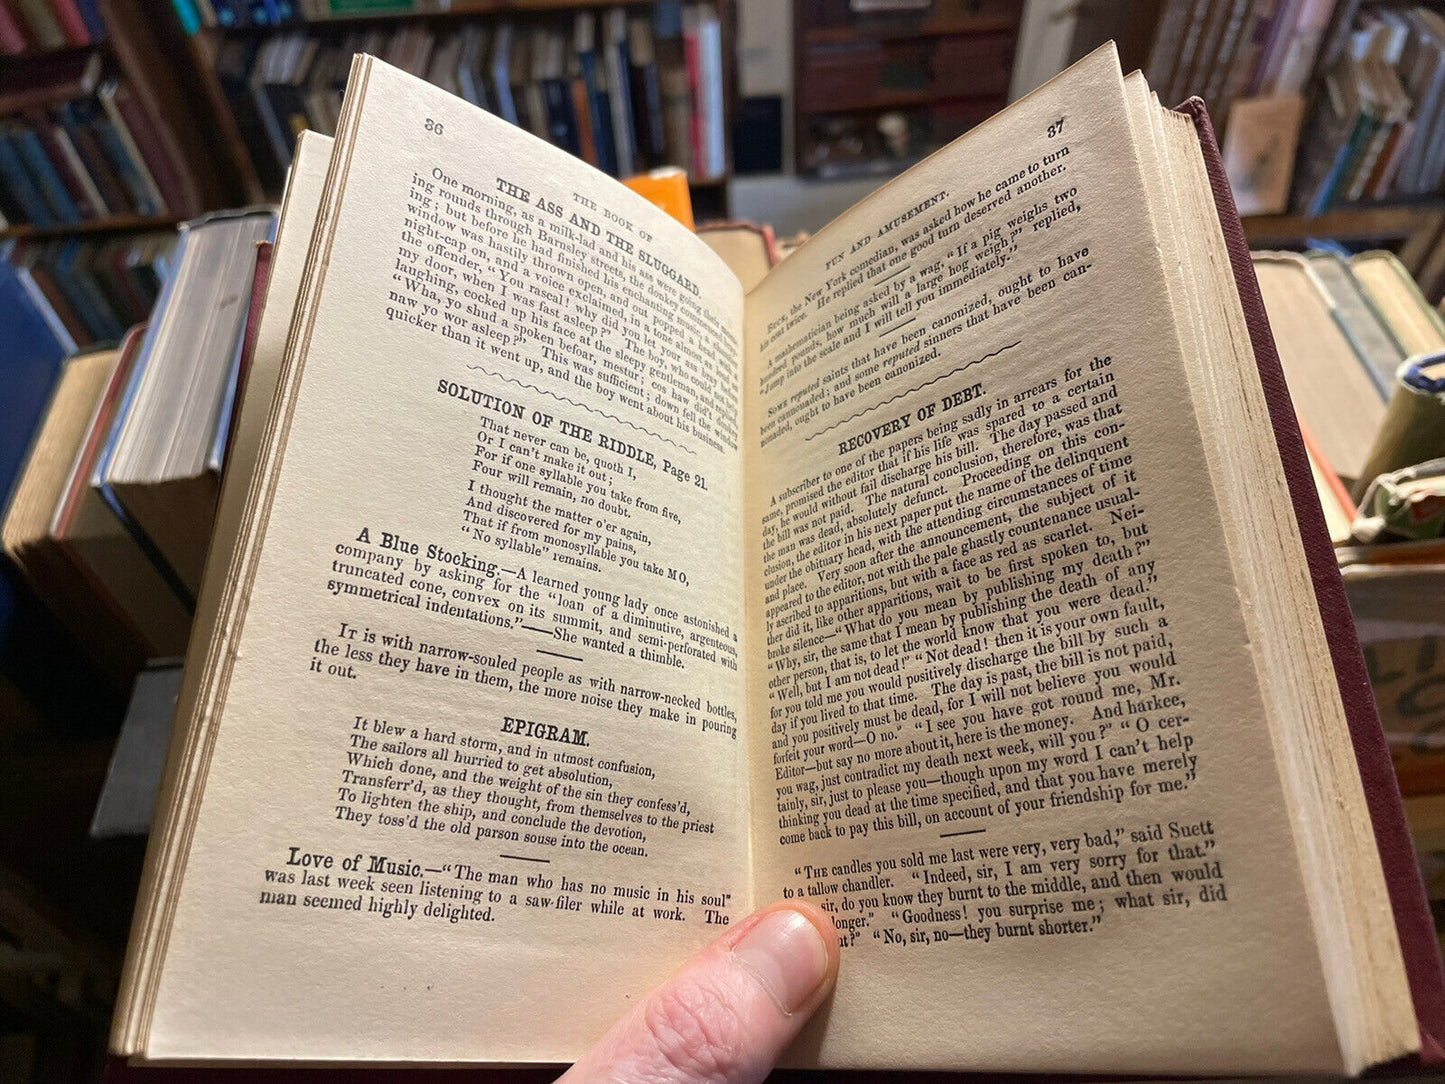 36
THE BOOK OF
THE ASS AND THE SLUGGARD.
One morning, as a milk-lad and his ass were going their morn-
ing rounds through Barnsley streets, the donkey commenced bray-
ing; but before he had finished his enchanting music, a bed-room
window was hastily thrown open, and out popped a head with
night-cap on, and a voice exclaimed, in a tone almost as loud as
the offender, "You rascal! why did you let your ass bray before
my door, when I was fast asleep?" The boy, who could not help
laughing, cocked up his face at the sleepy gentleman, and replied,
"Wha, yo shud a spoken befoar, mestur; cos haw did't donkey
naw yo wor asleep?" This was sufficient; down fell the window
quicker than it went up, and the boy went about his business.
SOLUTION OF THE RIDDLE, Page 21.
That never can be, quoth I,
Or I can't make it out;
For if one syllable you take from five,
Four will remain, no doubt.
I thought the matter o'er again,
And discovered for my pains,
That if from monosyllable you take MO,
"No syllable" remains.
A Blue Stocking.—A learned young lady once astonished a
company by asking for the "loan of a diminutive, argenteous,
truncated cone, convex on its summit, and semi-perforated with
symmetrical indentations."—She wanted a thimble.
IT is with narrow-souled people as with narrow-necked bottles,
the less they have in them, the more noise they make in pouring
it out.
EPIGRAM.
It blew a hard storm, and in utmost confusion,
The sailors all hurried to get absolution,
Which done, and the weight of the sin they confess'd,
Transferr'd, as they thought, from themselves to the priest
To lighten the ship, and conclude the devotion,
They toss'd the old parson souse into the ocean.
Love of Music.—"The man who has no music in his soul"
was last week seen listening to a saw-filer while at work. The
man seemed highly delighted.
37
FUN AND AMUSEMENT.
BUCK, the New York comedian, was asked how he came to turn
his coat twice. He replied that one good turn deserved another.
A mathematician being asked by a wag, "If a pig weighs two
hundred pounds, how much will a large hog weigh?" replied,
"Jump into the scale and I will tell you immediately."
SOME reputed saints that have been canonized, ought to have
been cannonaded; and some reputed sinners that have been can-
nonaded, ought to have been canonized.
RECOVERY OF DEBT.
A subscriber to one of the papers being sadly in arrears for the
same, promised the editor that if his life was spared to a certain
day, he would without fail discharge his bill. The day passed and
the bill was not paid. The natural conclusion, therefore, was that
the man was dead, absolutely defunct. Proceeding on this con-
clusion, the editor in his next paper put the name of the delinquent
under the obituary head, with the attending circumstances of time
and place. Very soon after the announcement, the subject of it
appeared to the editor, not with the pale ghastly countenance usual-
ly ascribed to apparitions, but with a face as red as scarlet. Nei-
ther did it, like other apparitions, wait to be first spoken to, but
broke silence—"What do you mean by publishing my death?"
"Why, sir, the same that I mean by publishing the death of any
other person, that is, to let the world know that you were dead."
"Well, but I am not dead!" "Not dead! then it is your own fault,
for you told me you would positively discharge the bill by such a
day if you lived to that time. The day is past, the bill is not paid,
and you positively must be dead, for I will not believe you would
forfeit your word—O no." "I see you have got round me, Mr.
Editor—but say no more about it, here is the money. And harkee,
you wag, just contradict my death next week, will you?" "O cer-
tainly, sir, just to please you—though upon my word I can't help
thinking you dead at the time specified, and that you have merely
come back to pay this bill, on account of your friendship for me."
"THE candles you sold me last were very, very bad," said Suett
to a tallow chandler. "Indeed, sir, I am very sorry for that."
sir, do you know they burnt to the middle, and then would
longer." "Goodness! you surprise me; what sir, did
"No, sir, no—they burnt shorter."